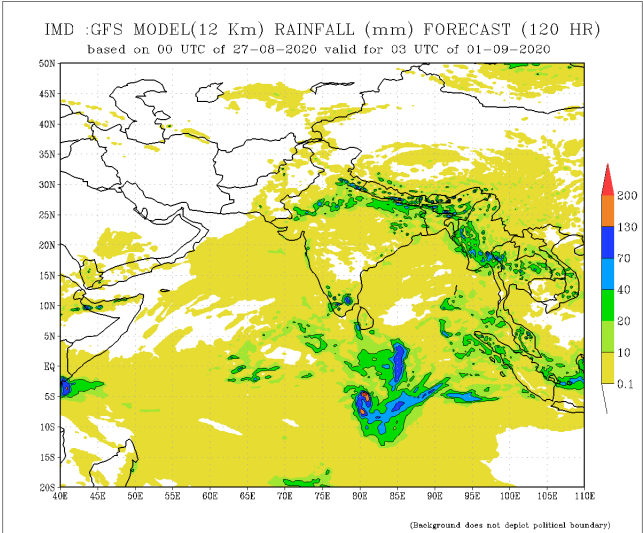 IMD :GFS MODEL(12 Km) RAINFALL (mm) FORECAST (120 HR)
based on 00 UTC of 27-08-2020 valid for 03 UTC of 01-09-2020
50N
45N
40N
35N
30N
25N
20N
15N
10N
5N
EQ
5S
10S
15S
20S
40E 45E 50E 55E 60E 65E 70E 75E 80E 85E 90E 95E 100E 105E 110E
200
130
70
40
20
10
0.1
(Background does not depict political boundary)